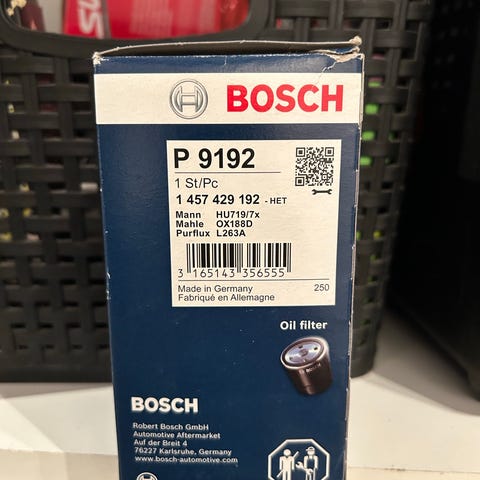 BOSCH
P 9192
1 St/Pc
1 457 429 192 - HET
Mann HU719/7x
Mahle OX188D
Purflux L263A
3 165143 356555
Made in Germany
Fabriqué en Allemagne
250
Oil filter
BOSCH
BOSCH
Robert Bosch GmbH
Automotive Aftermarket
Auf der Breit 4
76227 Karlsruhe, Germany
www.bosch-automotive.com